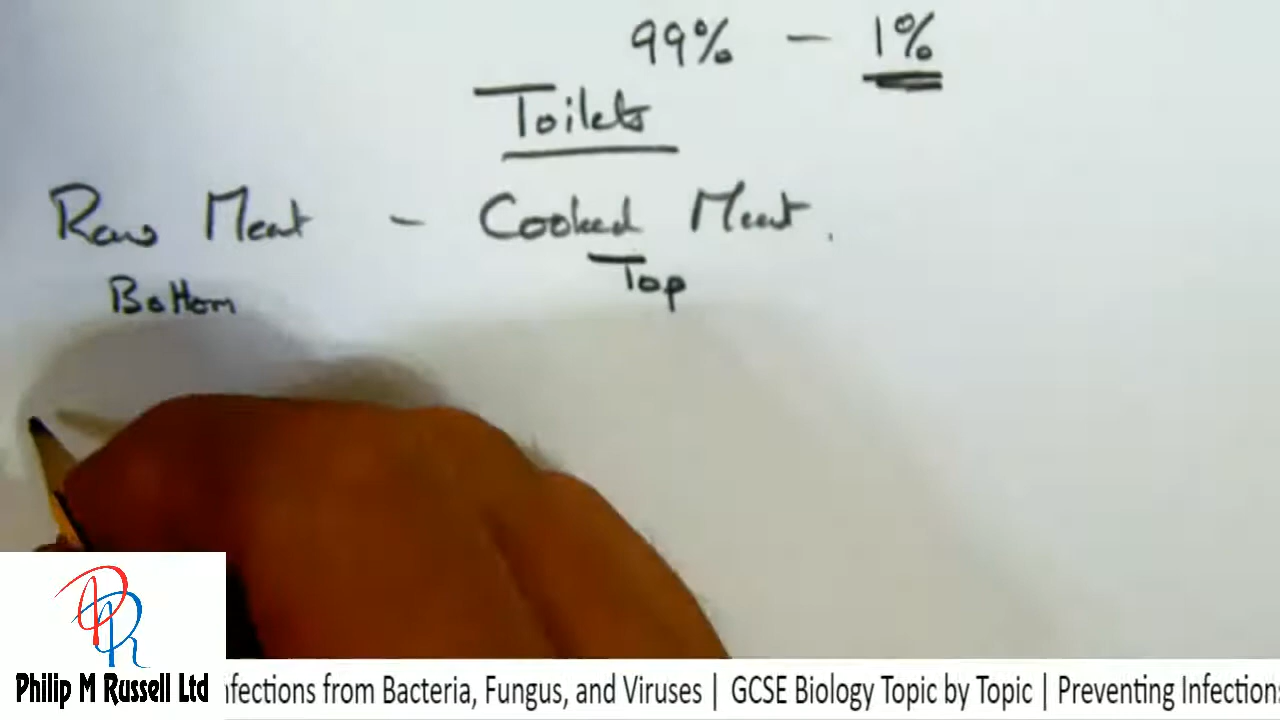 99% - 1%
Toilets
Raw Meat - Cooked Meat.
Bottom Top
Philip M Russell Ltd
nfections from Bacteria, Fungus, and Viruses | GCSE Biology Topic by Topic | Preventing Infections